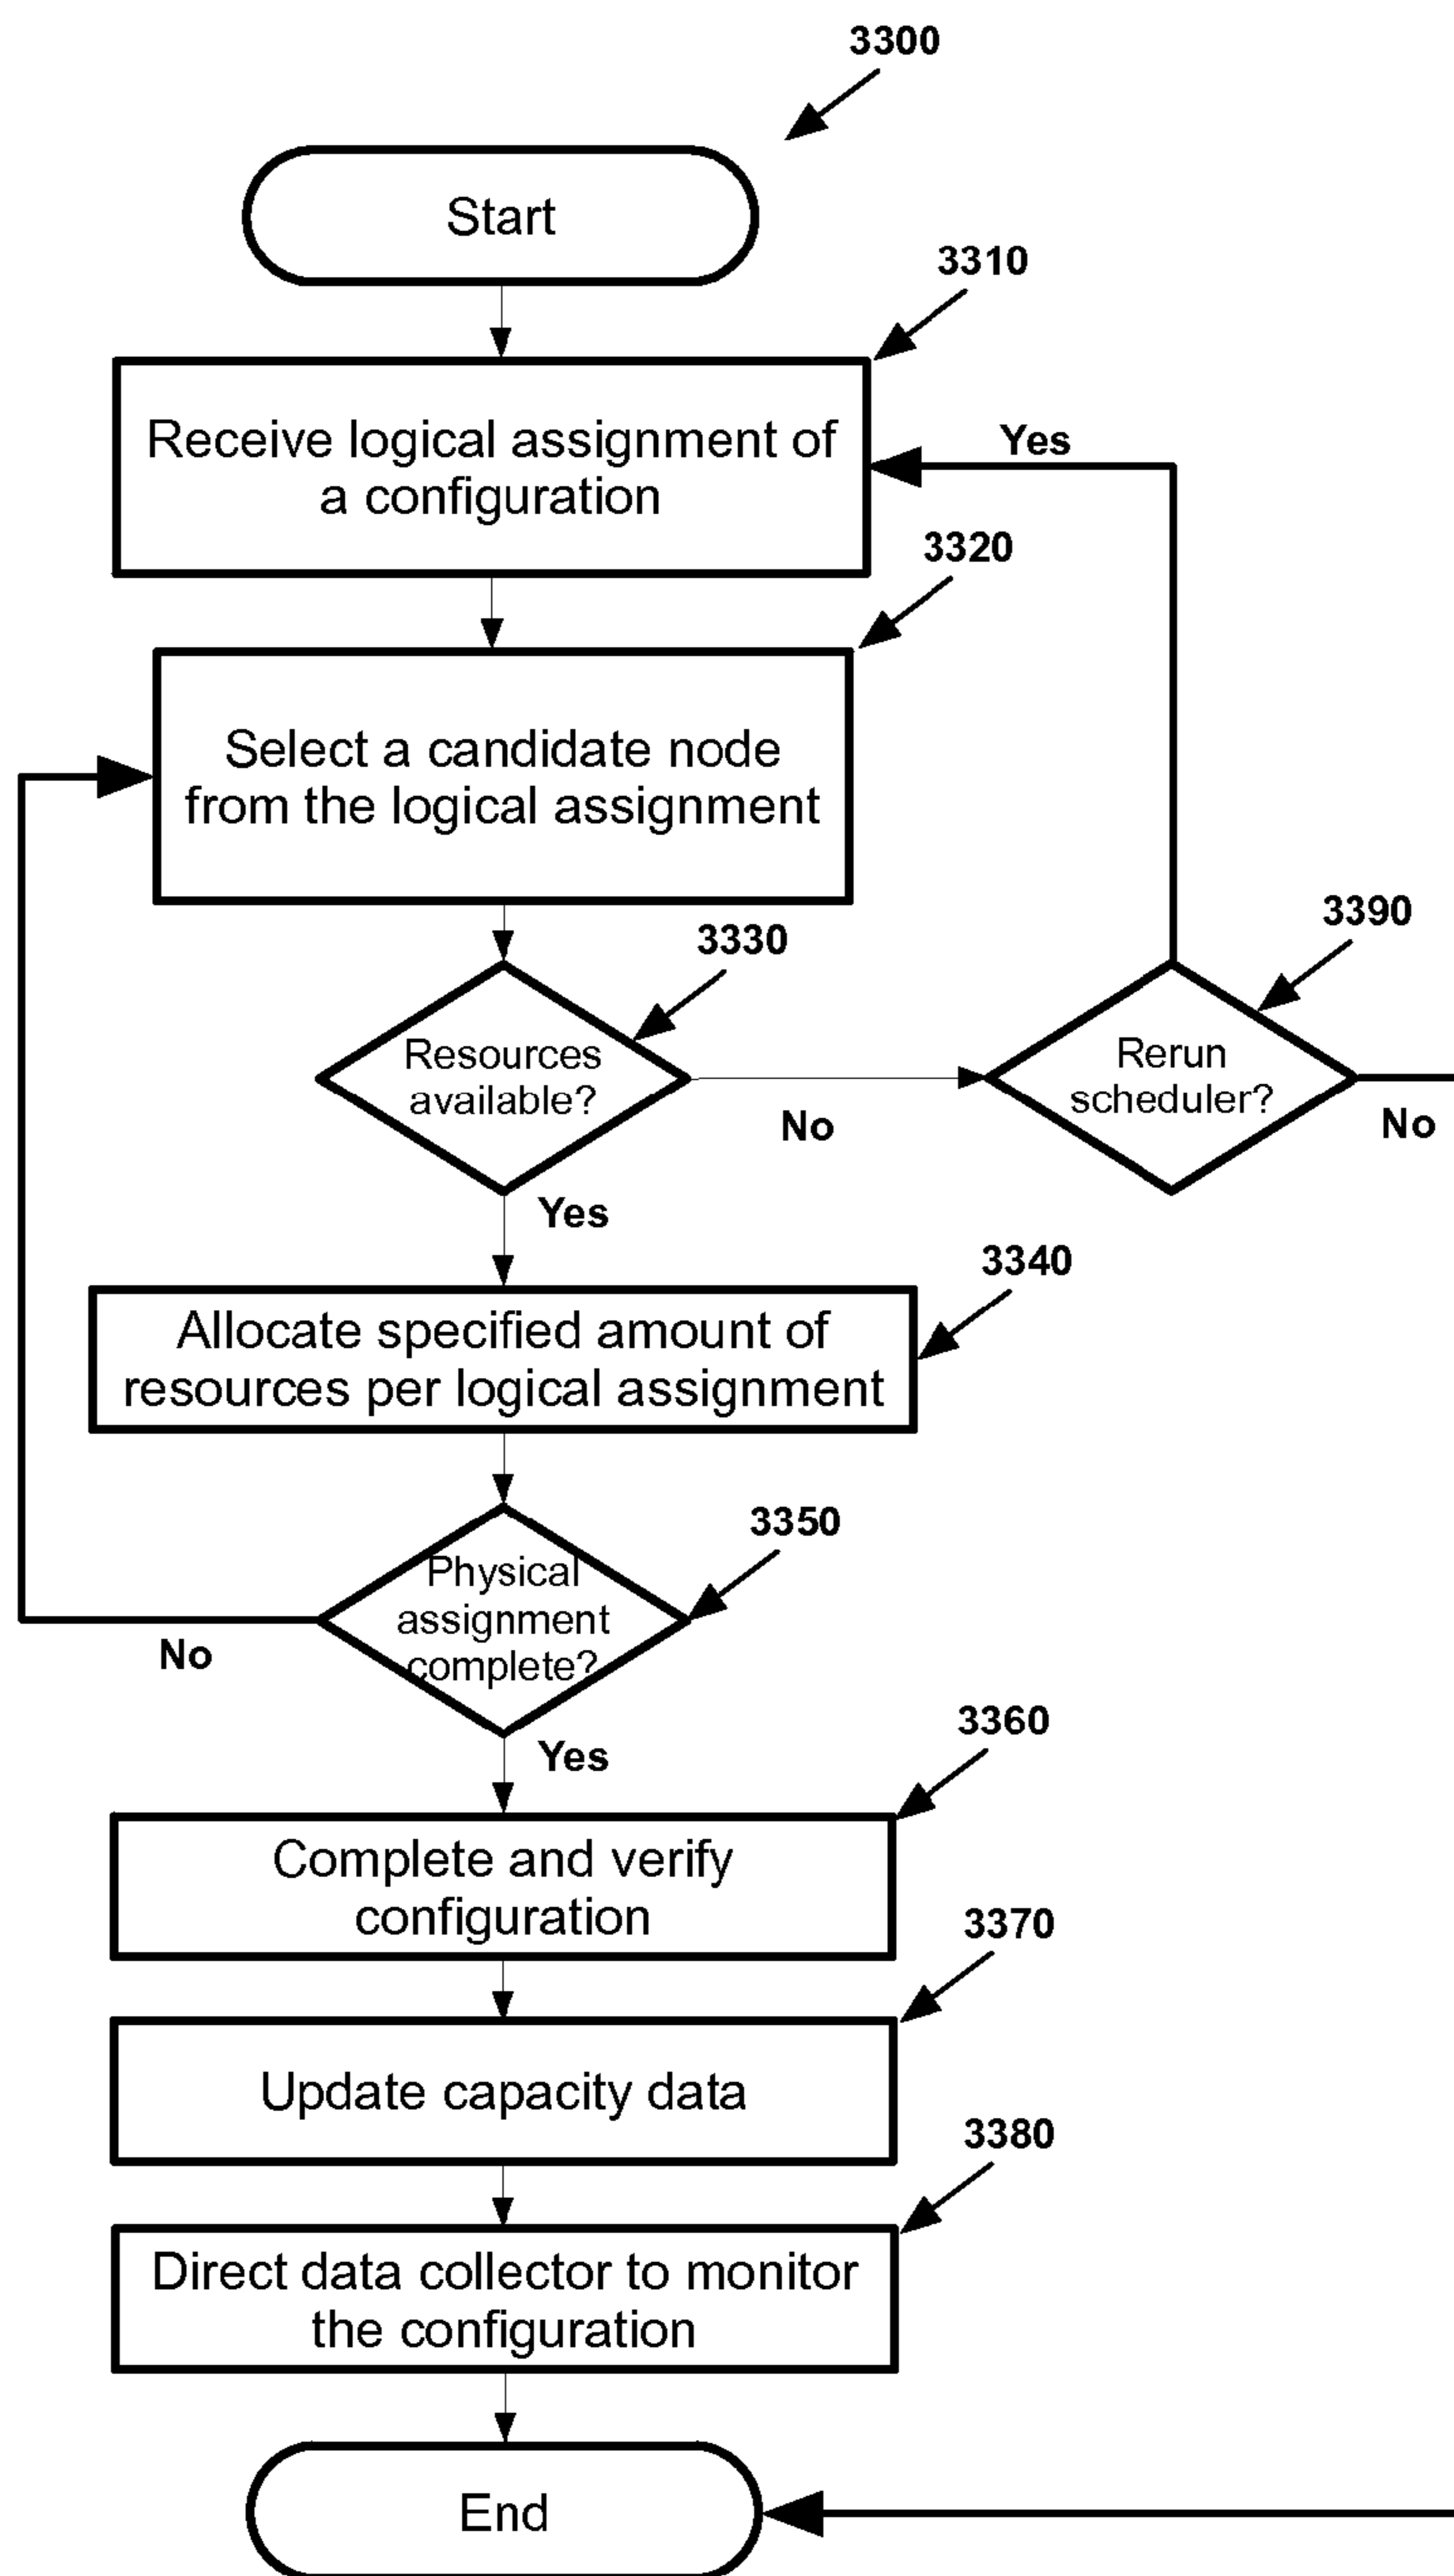 3300
Start
3310
Receive logical assignment of
a configuration
Yes
3320
Select a candidate node
from the logical assignment
3330
3390
Resources
available?
Rerun
scheduler?
No
No
Yes
3340
Allocate specified amount of
resources per logical assignment
3350
Physical
assignment
complete?
No
Yes
3360
Complete and verify
configuration
3370
Update capacity data
3380
Direct data collector to monitor
the configuration
End